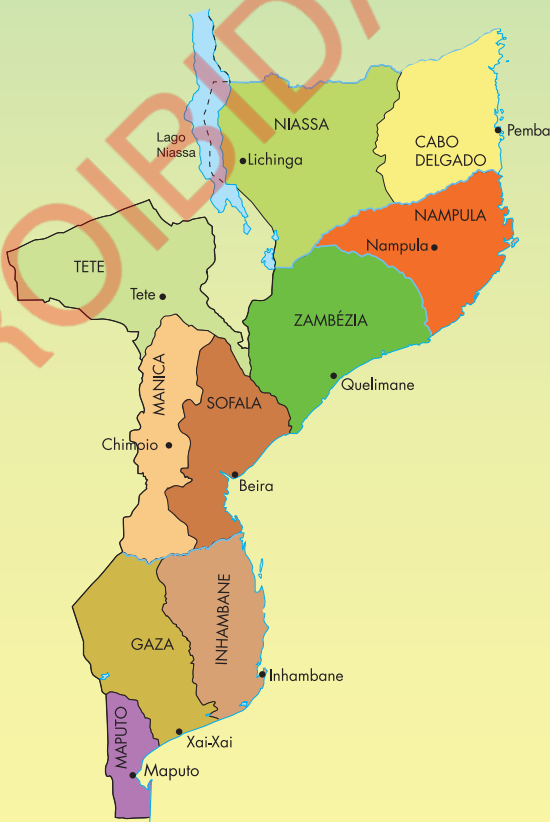 NIASSA
Lago
Niassa
Lichinga
Pemba
CABO
DELGADO
NAMPULA
Nampula
TETE
Tete
ZAMBÉZIA
Quelimane
MANICA
SOFALA
Chimoio
Beira
INHAMBANE
GAZA
Inhambane
MAPUTO
Xai-Xai
Maputo
ROIBIDA